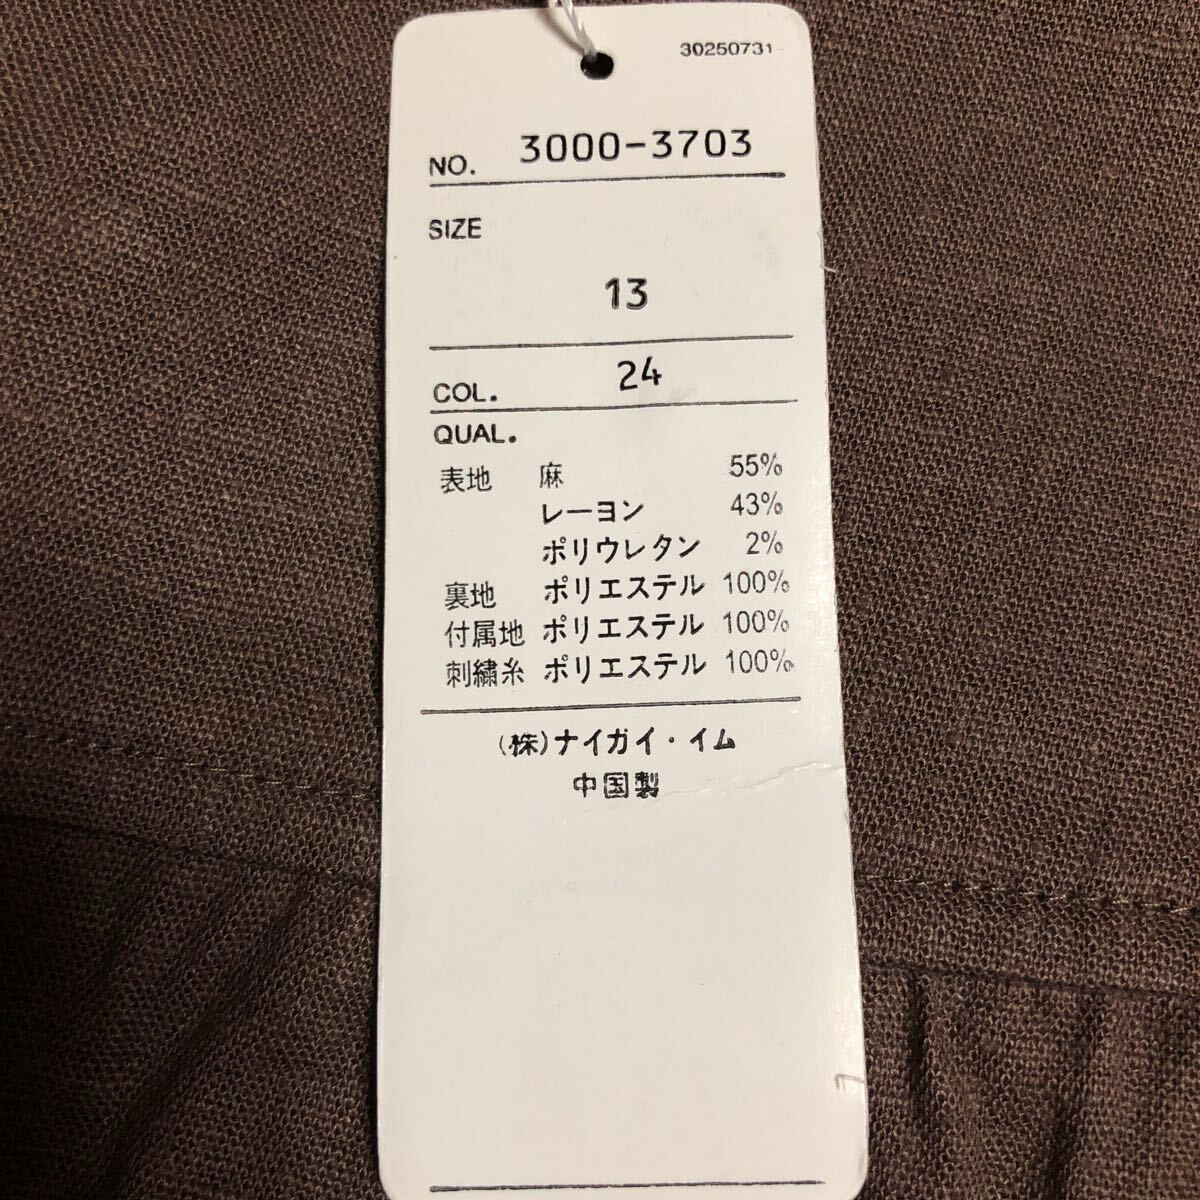 30250731
NO. 3000-3703
SIZE
13
COL. 24
QUAL.
表地 麻 55%
レーヨン 43%
ポリウレタン 2%
裏地 ポリエステル 100%
付属地 ポリエステル 100%
刺繍糸 ポリエステル 100%
(株)ナイガイ・イム
中国製